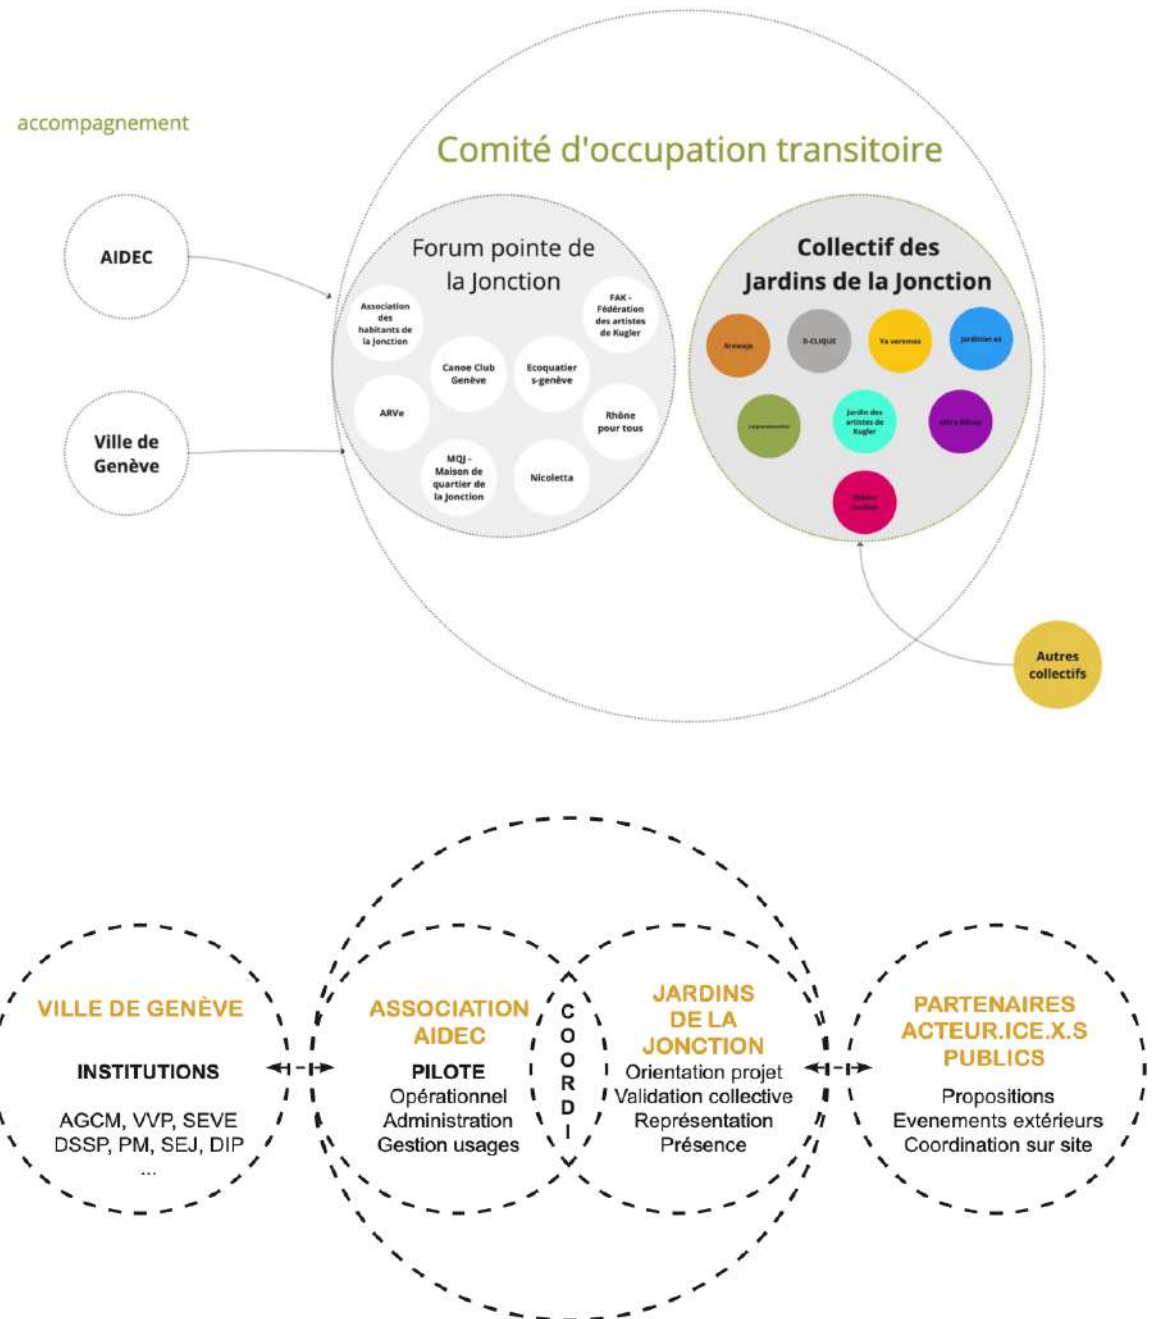 accompagnement
Comité d'occupation transitoire
AIDEC
Ville de
Genève
Forum pointe de
la Jonction
Association
des
habitants de
la Jonction
FAK -
Fédération
des artistes
de Kugler
Canoe Club
Genève
Ecoquatier
s-genève
ARVe
Rhône
pour tous
MQJ -
Maison de
quartier de
la Jonction
Nicoletta
Collectif des
Jardins de la Jonction
Arewaje
D-CLIQUE
Ya veremos
Jardinier.es
Jardin des
artistes de
Kugler
Autres
collectifs
VILLE DE GENÈVE
INSTITUTIONS
AGCM, VVP, SEVE
DSSP, PM, SEJ, DIP
...
ASSOCIATION
AIDEC
PILOTE
Opérationnel
Administration
Gestion usages
C
O
O
R
D
I
JARDINS
DE LA
JONCTION
Orientation projet
Validation collective
Représentation
Présence
PARTENAIRES
ACTEUR.ICE.X.S
PUBLICS
Propositions
Evenements extérieurs
Coordination sur site